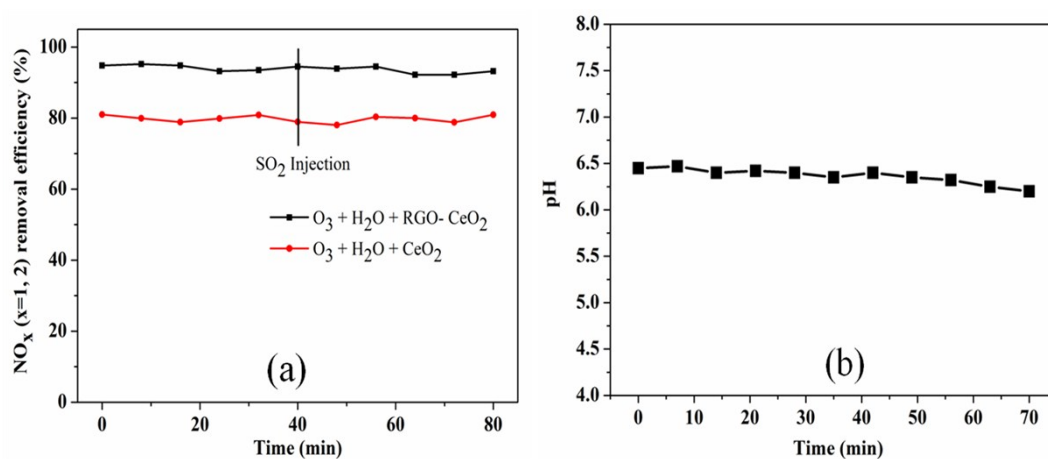 100
80
60
40
20
0
NOx (x=1, 2) removal efficiency (%)
SO2 Injection
O3 + H2O + RGO- CeO2
O3 + H2O + CeO2
(a)
0 20 40 60 80
Time (min)
(b)
8.0
7.5
7.0
6.5
6.0
5.5
5.0
4.5
4.0
pH
(b)
0 10 20 30 40 50 60 70
Time (min)